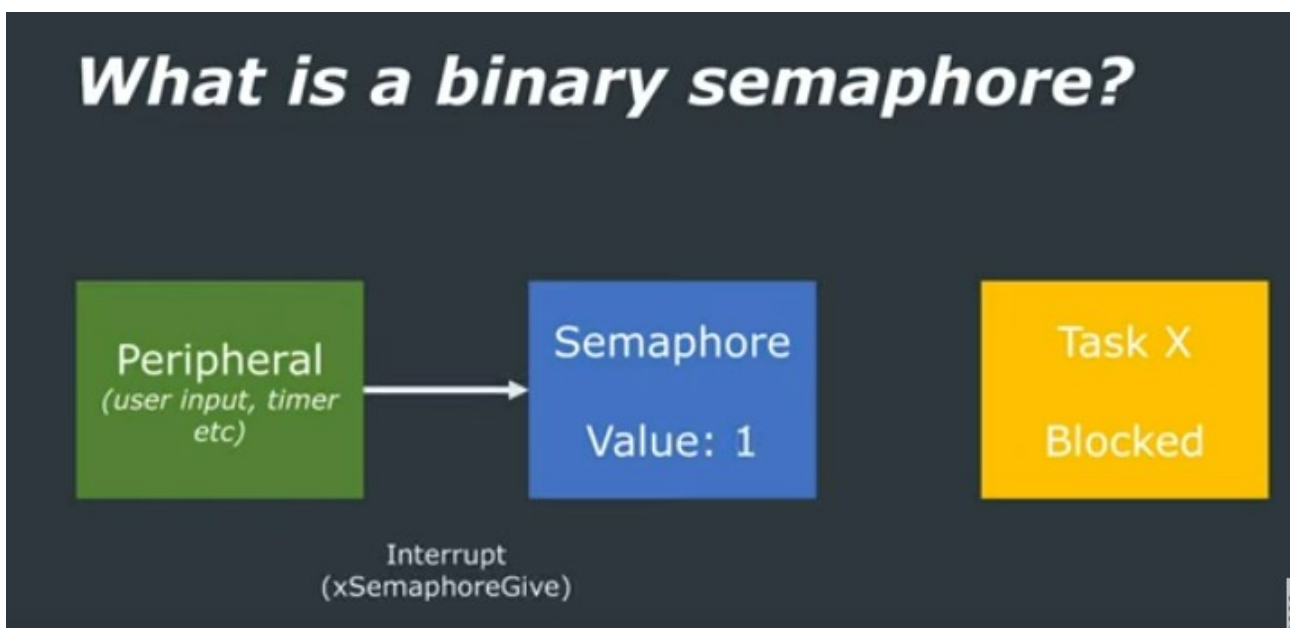 What is a binary semaphore?
Peripheral
(user input, timer
etc)
Semaphore
Value: 1
Task X
Blocked
Interrupt
(xSemaphoreGive)